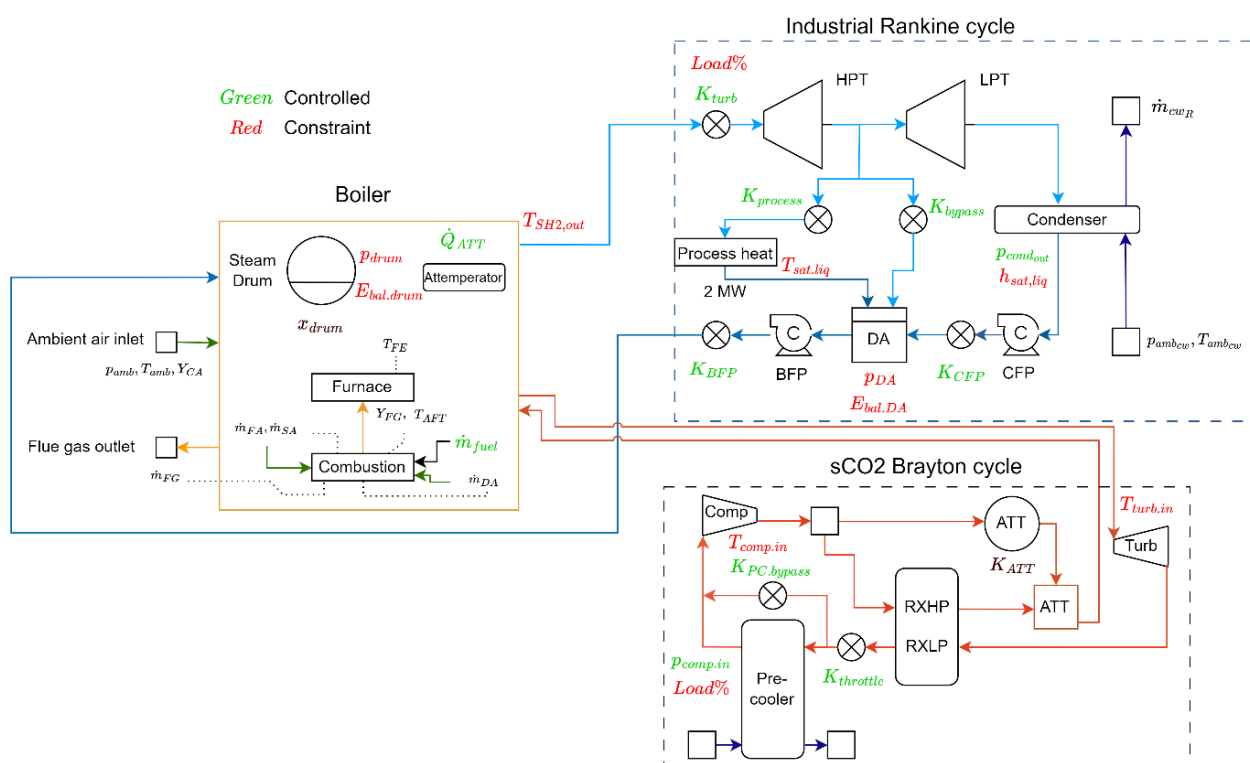 Industrial Rankine cycle
Load%
K_turb
HPT
LPT
ṁ_cw_R
Green Controlled
Red Constraint
Boiler
T_SH2,out
K_process
K_bypass
Condenser
Steam
Drum
p_drum
E_bal.drum
x_drum
Q̇_ATT
Attemperator
Process heat
2 MW
T_sat.liq
p_cond_out
h_sat,liq
Ambient air inlet
p_amb, T_amb, Y_CA
T_FE
Furnace
K_BFP
C
BFP
DA
p_DA
E_bal.DA
K_CFP
C
CFP
p_amb_cw, T_amb_cw
Y_FG, T_AFT
ṁ_FA, ṁ_SA
ṁ_fuel
Flue gas outlet
ṁ_FG
Combustion
ṁ_DA
sCO2 Brayton cycle
Comp
T_comp.in
ATT
K_ATT
T_turb.in
Turb
K_PC.bypass
RXHP
RXLP
ATT
p_comp.in
Load%
Pre-
cooler
K_throttle